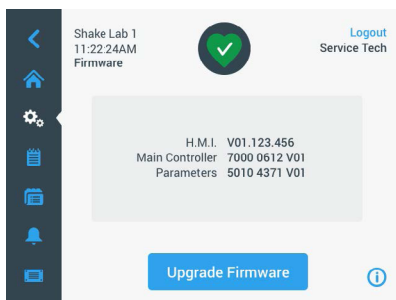 Shake Lab 1
11:22:24AM
Firmware
Logout
Service Tech
H.M.I. V01.123.456
Main Controller 7000 0612 V01
Parameters 5010 4371 V01
Upgrade Firmware